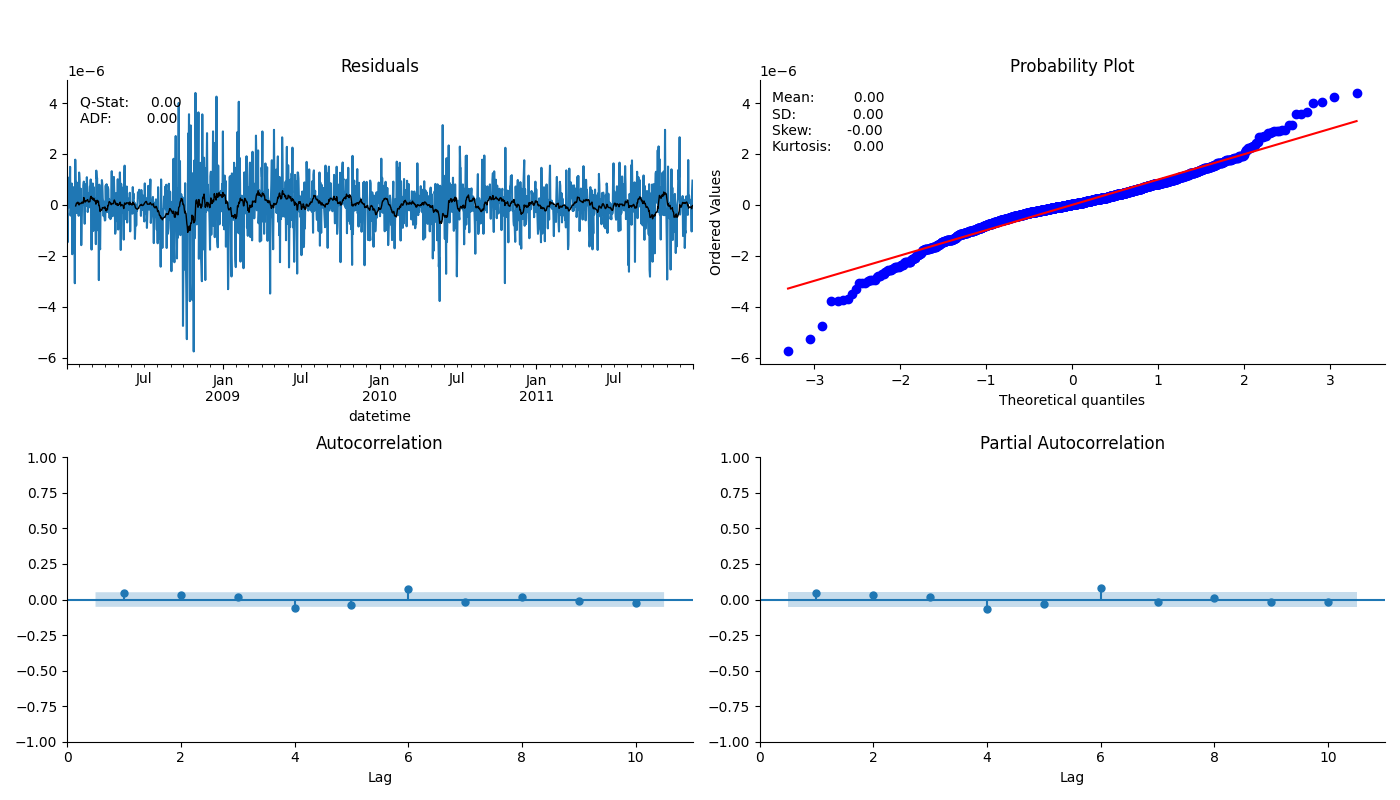 Residuals
1e−6
Q-Stat: 0.00
ADF: 0.00
4
2
0
−2
−4
−6
Jul Jan Jul Jan Jul Jan Jul
2009 2010 2011
datetime
Probability Plot
1e−6
Mean: 0.00
SD: 0.00
Skew: -0.00
Kurtosis: 0.00
Ordered Values
4
2
0
−2
−4
−6
−3 −2 −1 0 1 2 3
Theoretical quantiles
Autocorrelation
1.00
0.75
0.50
0.25
0.00
−0.25
−0.50
−0.75
−1.00
0 2 4 6 8 10
Lag
Partial Autocorrelation
1.00
0.75
0.50
0.25
0.00
−0.25
−0.50
−0.75
−1.00
0 2 4 6 8 10
Lag